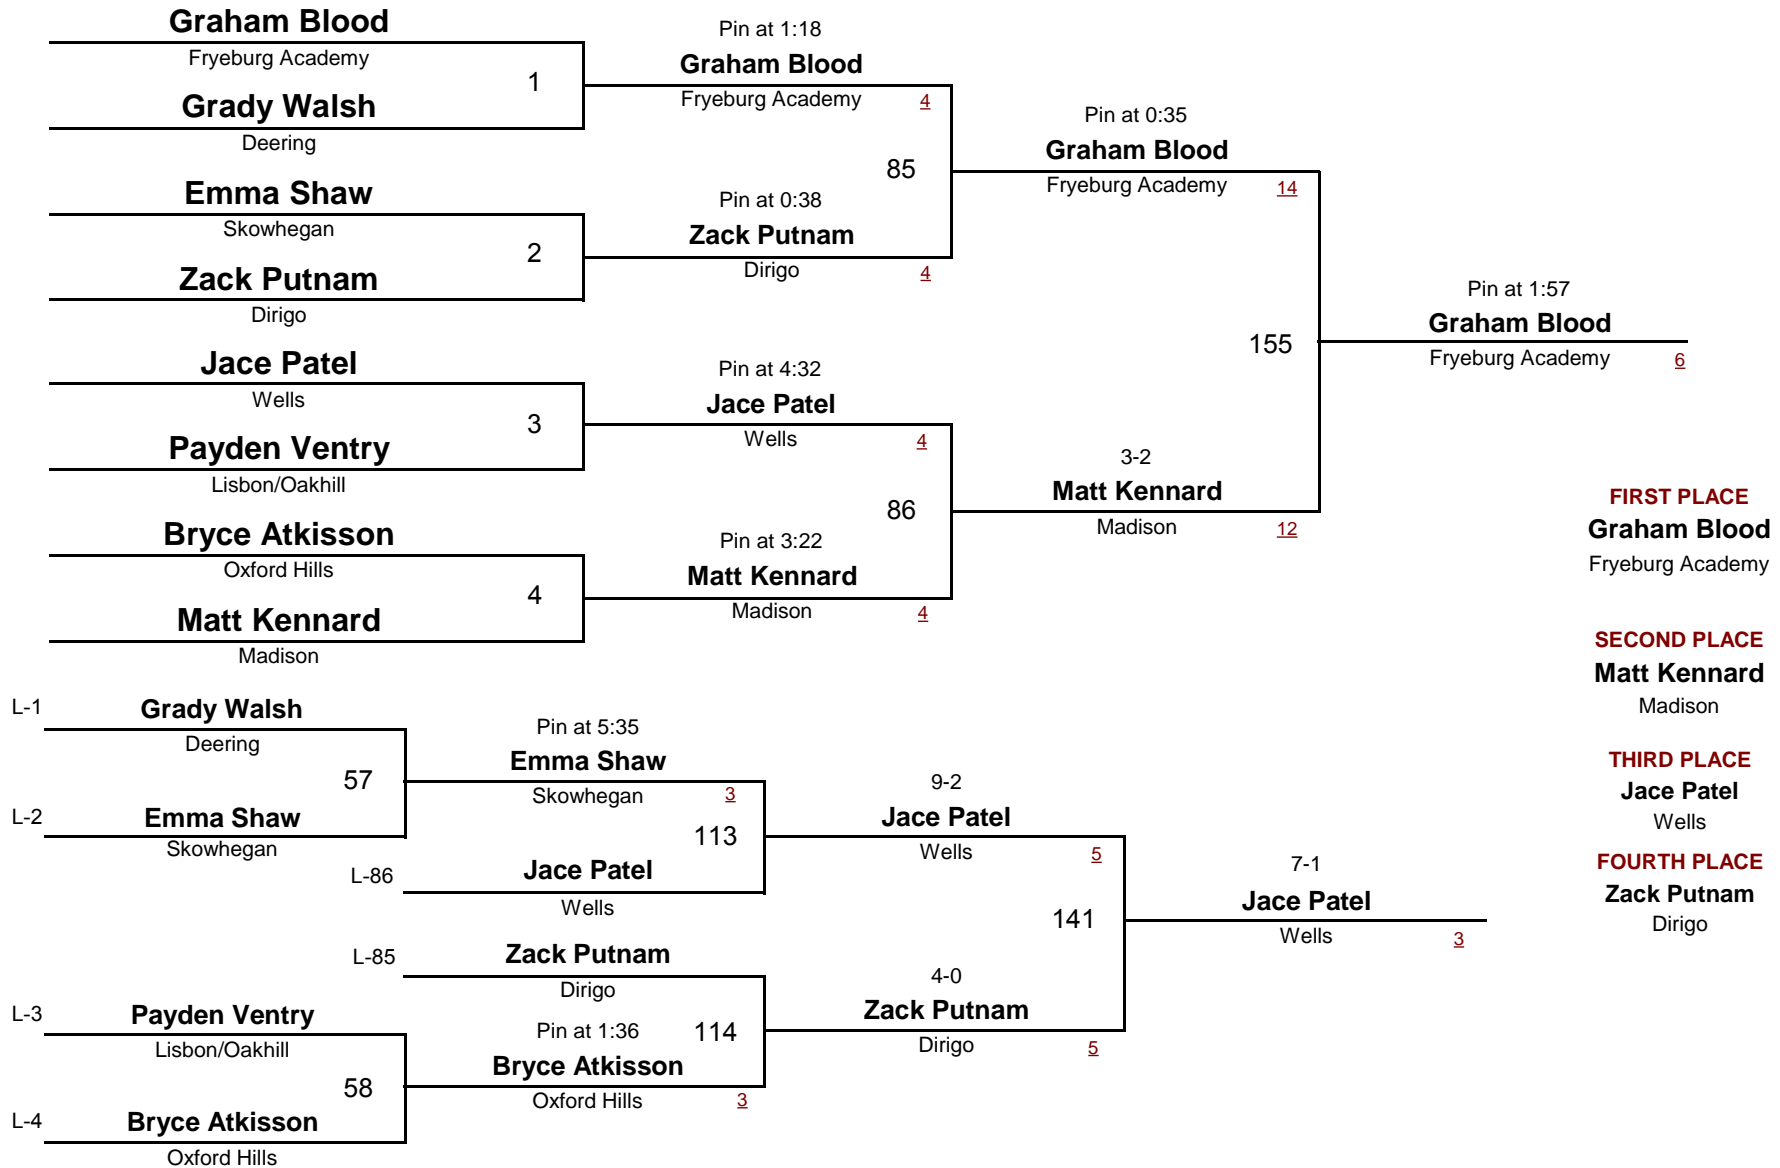 Graham Blood
Fryeburg Academy
1
Grady Walsh
Deering
Emma Shaw
Skowhegan
2
Zack Putnam
Dirigo
Jace Patel
Wells
3
Payden Ventry
Lisbon/Oakhill
Bryce Atkisson
Oxford Hills
4
Matt Kennard
Madison
Pin at 1:18
Graham Blood
Fryeburg Academy
4
85
Pin at 0:38
Zack Putnam
Dirigo
4
Pin at 4:32
Jace Patel
Wells
4
86
Pin at 3:22
Matt Kennard
Madison
4
Pin at 0:35
Graham Blood
Fryeburg Academy
14
155
3-2
Matt Kennard
Madison
12
Pin at 1:57
Graham Blood
Fryeburg Academy
6
FIRST PLACE
Graham Blood
Fryeburg Academy
SECOND PLACE
Matt Kennard
Madison
THIRD PLACE
Jace Patel
Wells
FOURTH PLACE
Zack Putnam
Dirigo
L-1
Grady Walsh
Deering
57
L-2
Emma Shaw
Skowhegan
Pin at 5:35
Emma Shaw
Skowhegan
3
113
L-86
Jace Patel
Wells
L-85
Zack Putnam
Dirigo
114
L-3
Payden Ventry
Lisbon/Oakhill
58
L-4
Bryce Atkisson
Oxford Hills
Pin at 1:36
Bryce Atkisson
Oxford Hills
3
9-2
Jace Patel
Wells
5
141
4-0
Zack Putnam
Dirigo
5
7-1
Jace Patel
Wells
3